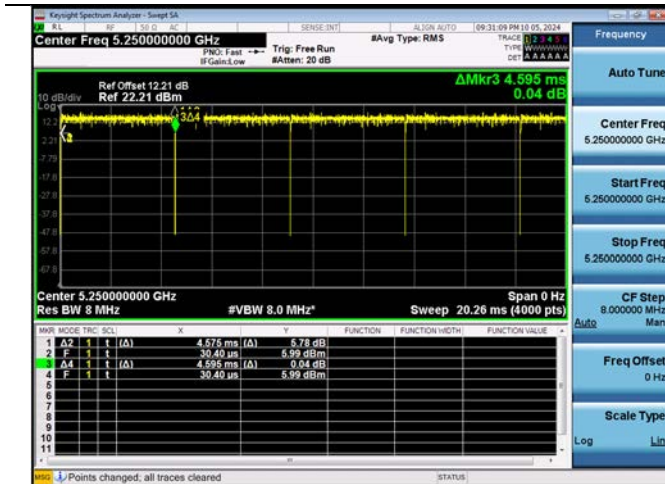 Keysight Spectrum Analyzer - Swept SA
RL RF 50 Ω AC SENSE:INT ALIGN AUTO 09:31:09 PM 10 05, 2024
Center Freq 5.250000000 GHz #Avg Type: RMS TRACE 1 2 3 4 5 6
PNO: Fast Trig: Free Run TYPE WWWWWW
IFGain:Low #Atten: 20 dB DET A A A A A A
Ref Offset 12.21 dB ΔMkr3 4.595 ms
10 dB/div Ref 22.21 dBm 0.04 dB
Log
12.2
2.21
-7.79
-17.8
-27.8
-37.8
-47.8
-57.8
-67.8
3Δ4
Center 5.250000000 GHz Span 0 Hz
Res BW 8 MHz #VBW 8.0 MHz* Sweep 20.26 ms (4000 pts)
MKR MODE TRC SCL X Y FUNCTION FUNCTION WIDTH FUNCTION VALUE
1 Δ2 1 t (Δ) 4.575 ms (Δ) 5.78 dB
2 F 1 t 30.40 µs 5.99 dBm
3 Δ4 1 t (Δ) 4.595 ms (Δ) 0.04 dB
4 F 1 t 30.40 µs 5.99 dBm
5
6
7
8
9
10
11
MSG Points changed; all traces cleared STATUS
Frequency
Auto Tune
Center Freq
5.250000000 GHz
Start Freq
5.250000000 GHz
Stop Freq
5.250000000 GHz
CF Step
8.000000 MHz
Auto Man
Freq Offset
0 Hz
Scale Type
Log Lin